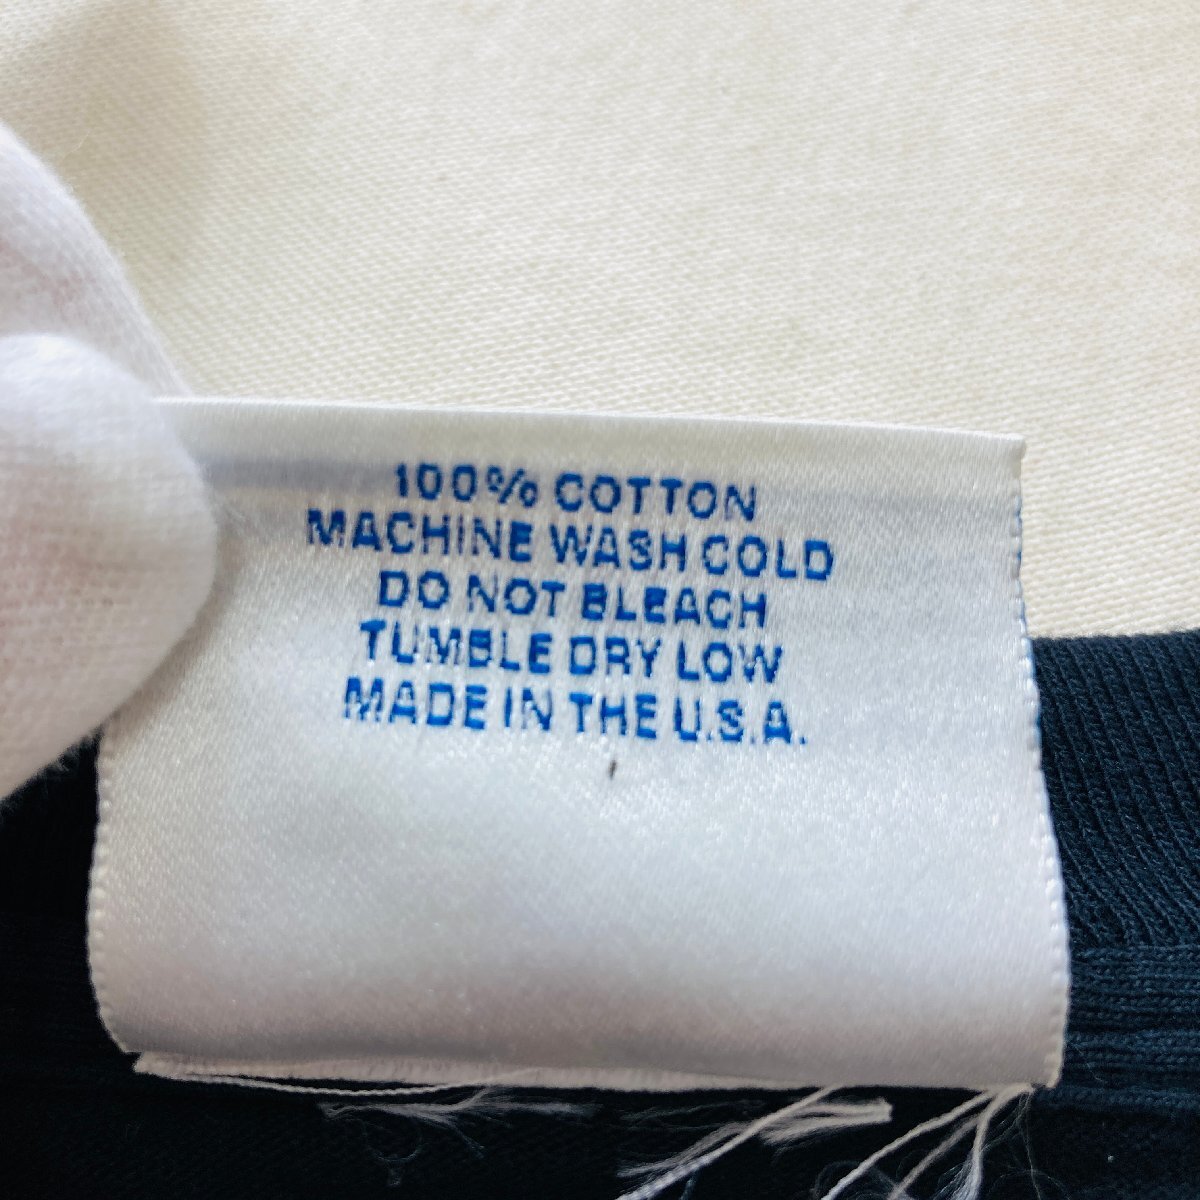 100% COTTON
MACHINE WASH COLD
DO NOT BLEACH
TUMBLE DRY LOW
MADE IN THE U.S.A.